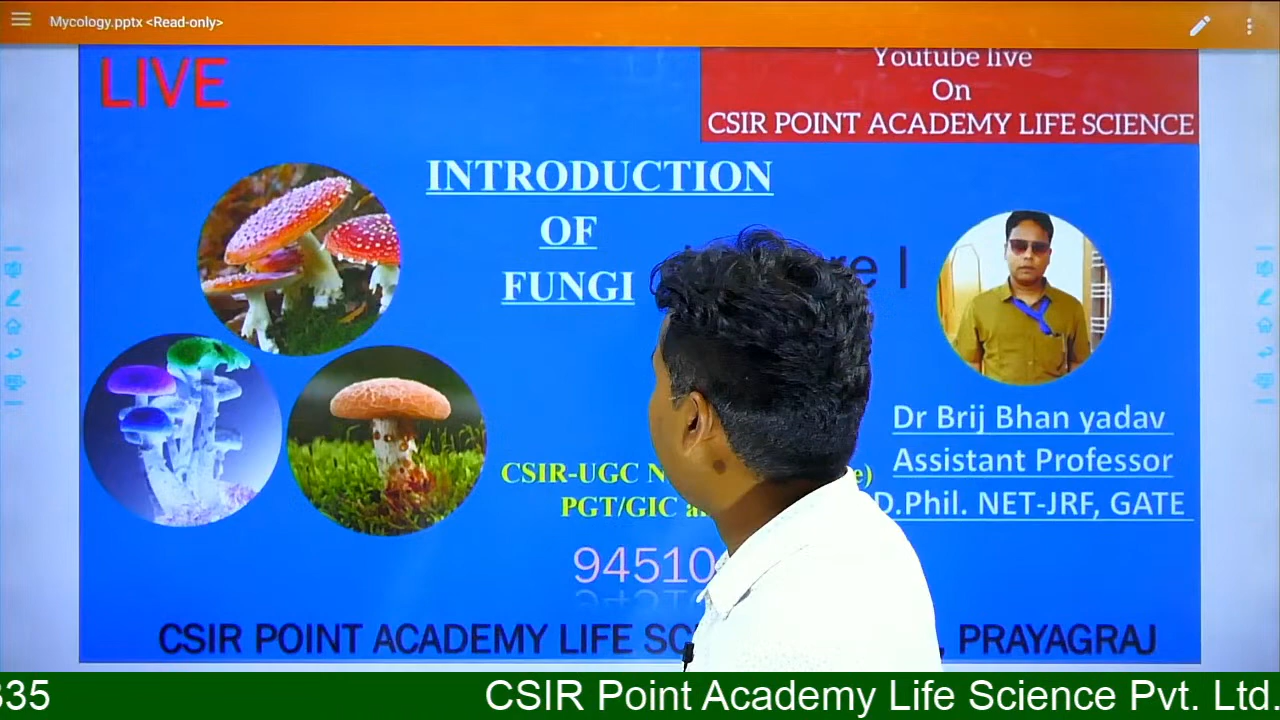 Mycology.pptx <Read-only>
LIVE
Youtube live
On
CSIR POINT ACADEMY LIFE SCIENCE
INTRODUCTION
OF
FUNGI
I
CSIR-UGC
PGT/GIC
94510
Dr Brij Bhan yadav
Assistant Professor
D.Phil. NET-JRF, GATE
CSIR POINT ACADEMY LIFE
, PRAYAGRAJ
335
CSIR Point Academy Life Science Pvt. Ltd.